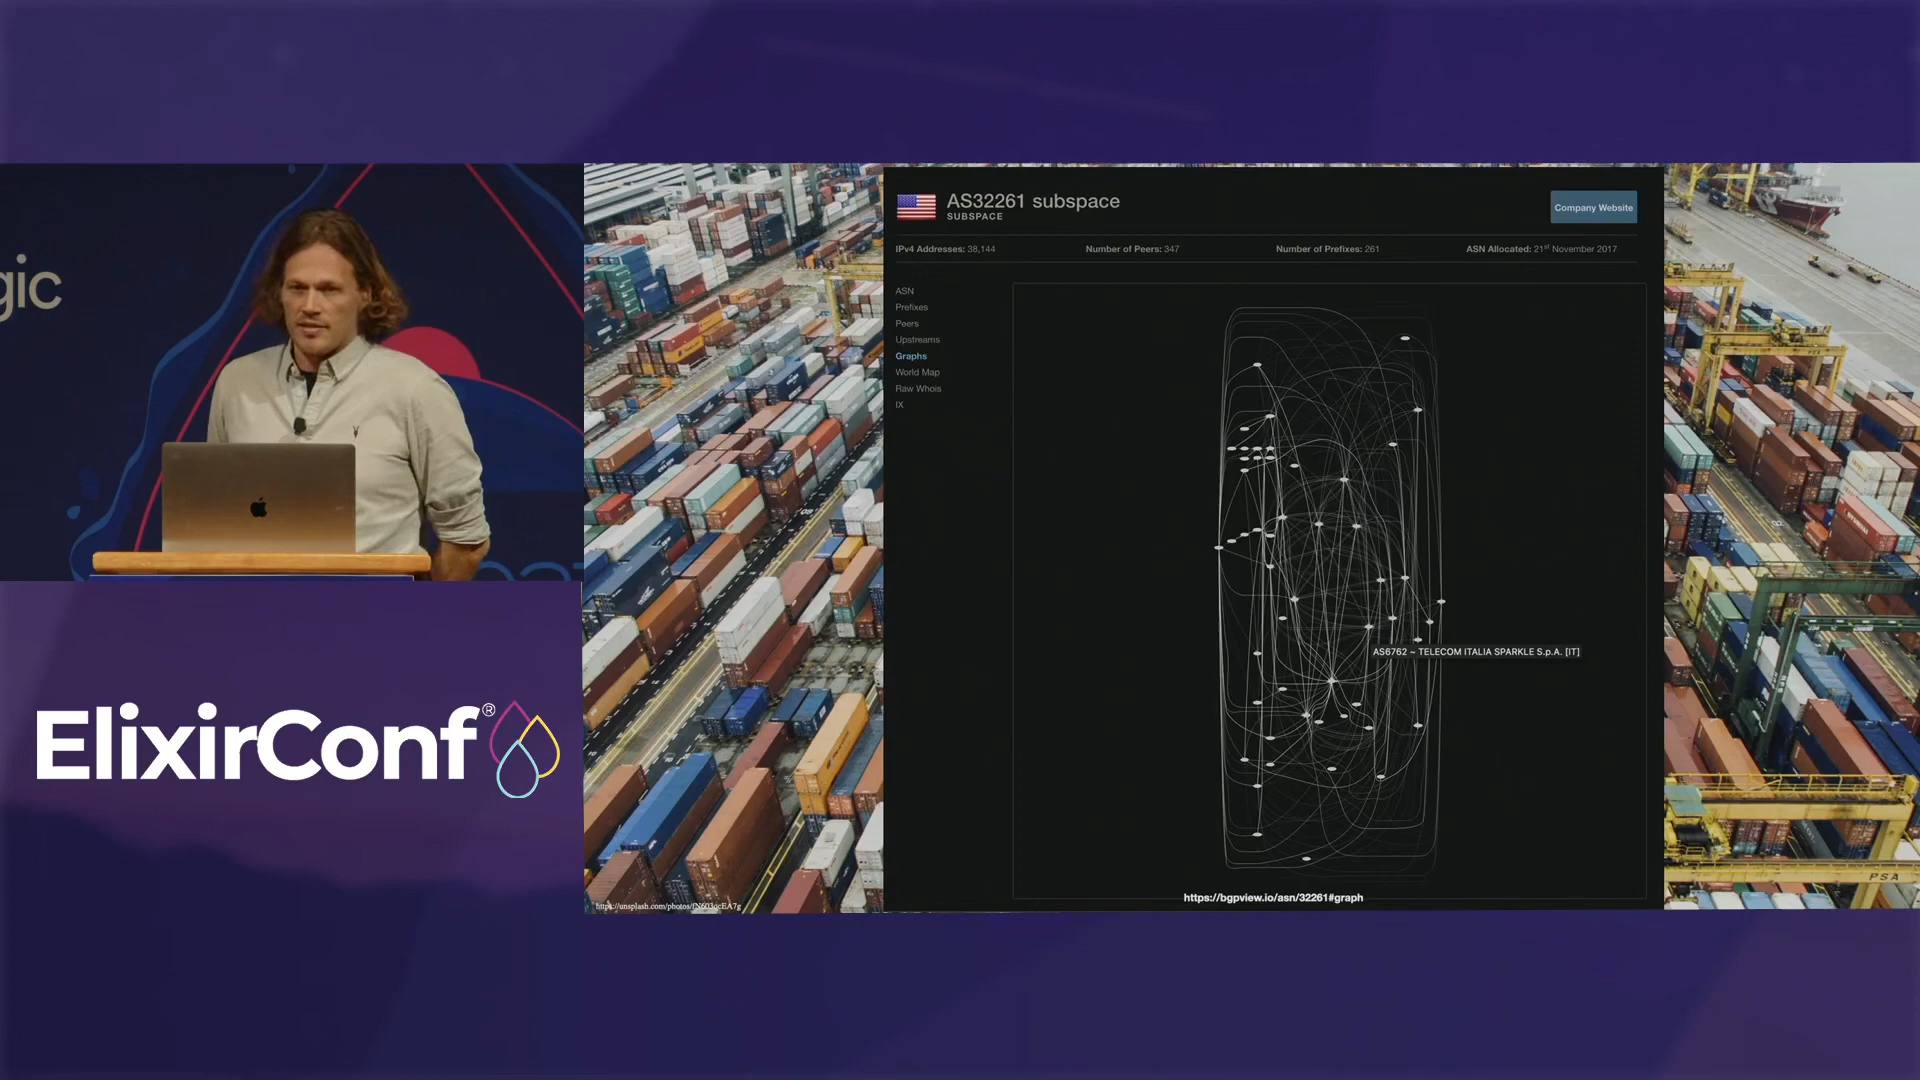 gic
ElixirConf®
AS32261 subspace
SUBSPACE
Company Website
IPv4 Addresses: 38,144
Number of Peers: 347
Number of Prefixes: 261
ASN Allocated: 21st November 2017
ASN
Prefixes
Peers
Upstreams
Graphs
World Map
Raw Whois
IX
AS6762 ~ TELECOM ITALIA SPARKLE S.p.A. [IT]
https://bgpview.io/asn/32261#graph
PSA